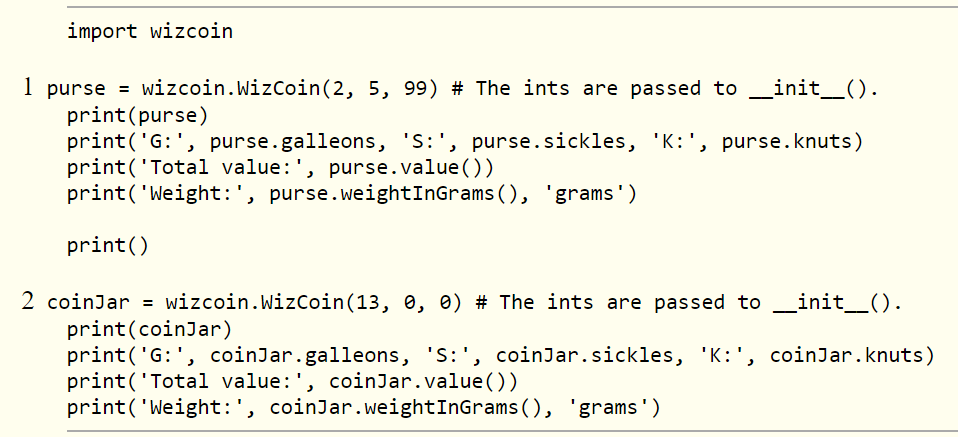 import wizcoin
1 purse = wizcoin.WizCoin(2, 5, 99) # The ints are passed to __init__().
print(purse)
print('G:', purse.galleons, 'S:', purse.sickles, 'K:', purse.knuts)
print('Total value:', purse.value())
print('Weight:', purse.weightInGrams(), 'grams')
print()
2 coinJar = wizcoin.WizCoin(13, 0, 0) # The ints are passed to __init__().
print(coinJar)
print('G:', coinJar.galleons, 'S:', coinJar.sickles, 'K:', coinJar.knuts)
print('Total value:', coinJar.value())
print('Weight:', coinJar.weightInGrams(), 'grams')